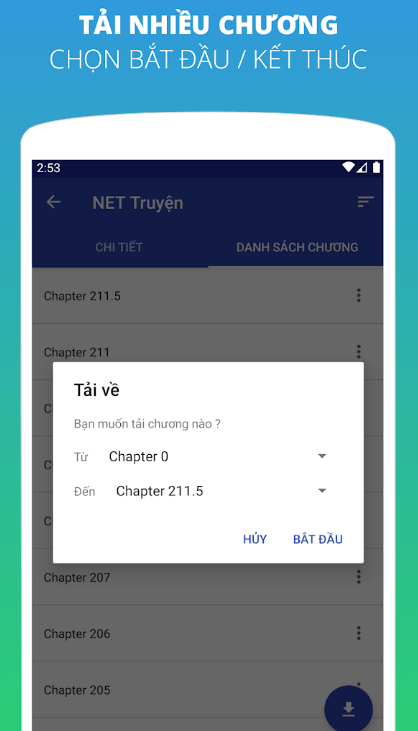 TẢI NHIỀU CHƯƠNG
CHỌN BẮT ĐẦU / KẾT THÚC
2:53
NET Truyện
CHI TIẾT
DANH SÁCH CHƯƠNG
Chapter 211.5
Chapter 211
C
Tải về
Bạn muốn tải chương nào ?
C
Từ
Chapter 0
Đến
Chapter 211.5
C
HỦY
BẮT ĐẦU
Chapter 207
Chapter 206
Chapter 205